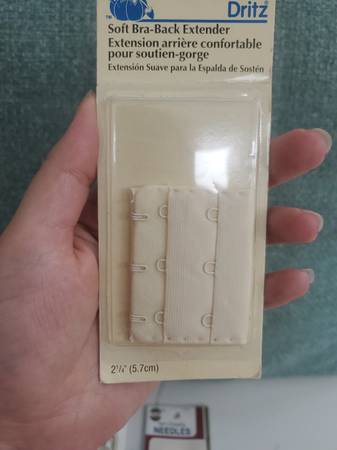 Dritz®
Soft Bra-Back Extender
Extension arrière confortable
pour soutien-gorge
Extensión Suave para la Espalda de Sostén
2¼" (5.7cm)
NEEDLES